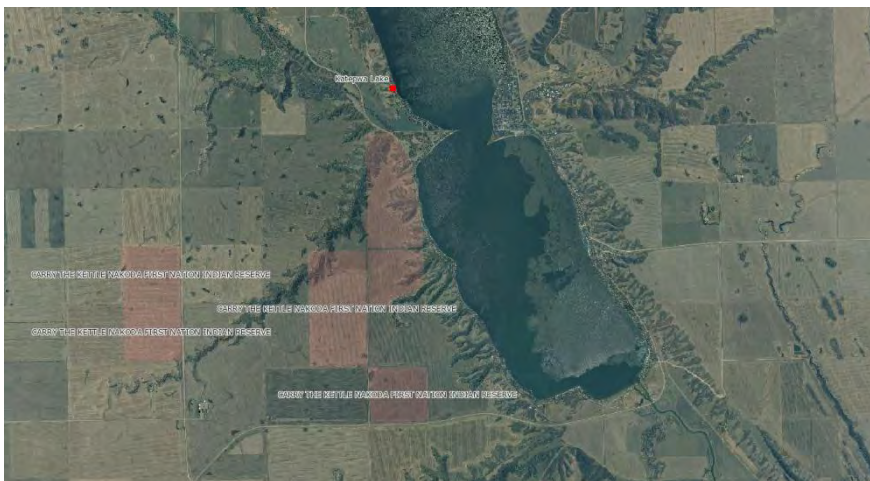 Katepwa Lake
CARRY THE KETTLE NAKODA FIRST NATION INDIAN RESERVE
CARRY THE KETTLE NAKODA FIRST NATION INDIAN RESERVE
CARRY THE KETTLE NAKODA FIRST NATION INDIAN RESERVE
CARRY THE KETTLE NAKODA FIRST NATION INDIAN RESERVE